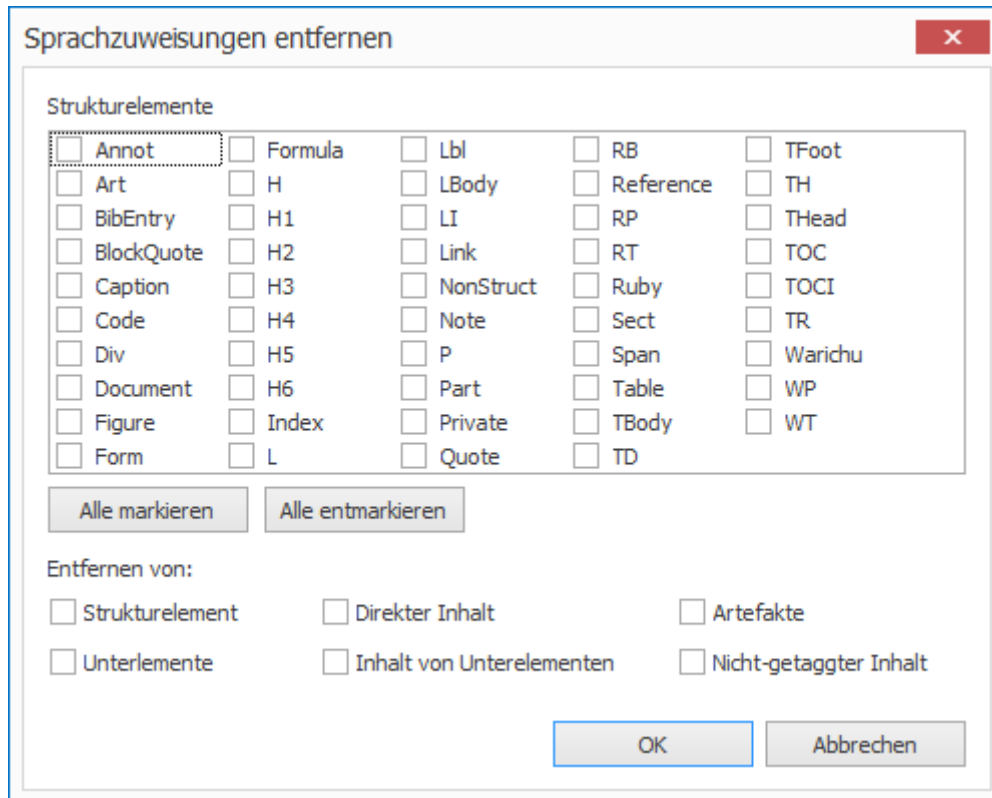 Sprachzuweisungen entfernen
Strukturelemente
Annot Formula Lbl RB TFoot
Art H LBody Reference TH
BibEntry H1 LI RP THead
BlockQuote H2 Link RT TOC
Caption H3 NonStruct Ruby TOCI
Code H4 Note Sect TR
Div H5 P Span Warichu
Document H6 Part Table WP
Figure Index Private TBody WT
Form L Quote TD
Alle markieren Alle entmarkieren
Entfernen von:
Strukturelement Direkter Inhalt Artefakte
Unterlemente Inhalt von Unterelementen Nicht-getaggter Inhalt
OK Abbrechen